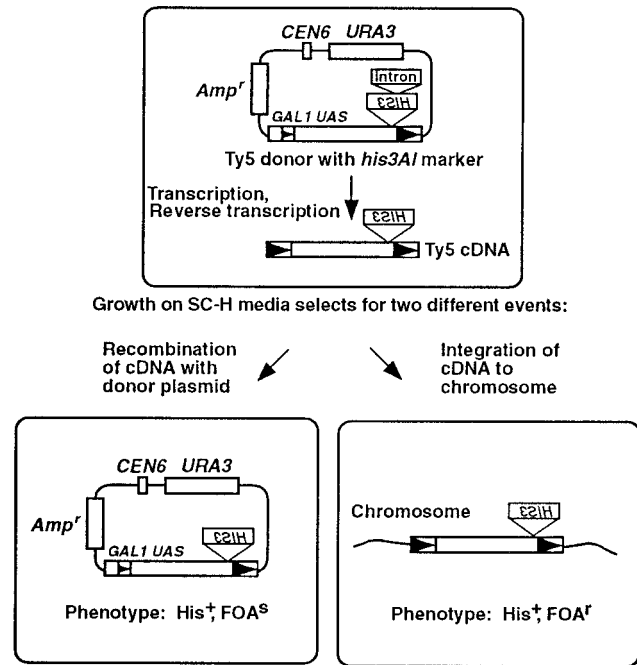 CEN6 URA3
Intron
HIS3
Amp^r
GAL1 UAS
Ty5 donor with his3AI marker
Transcription,
Reverse transcription
HIS3
Ty5 cDNA
Growth on SC-H media selects for two different events:
Recombination
of cDNA with
donor plasmid
Integration of
cDNA to
chromosome
CEN6 URA3
Amp^r
HIS3
GAL1 UAS
Phenotype: His⁺, FOA^s
HIS3
Chromosome
Phenotype: His⁺, FOA^r